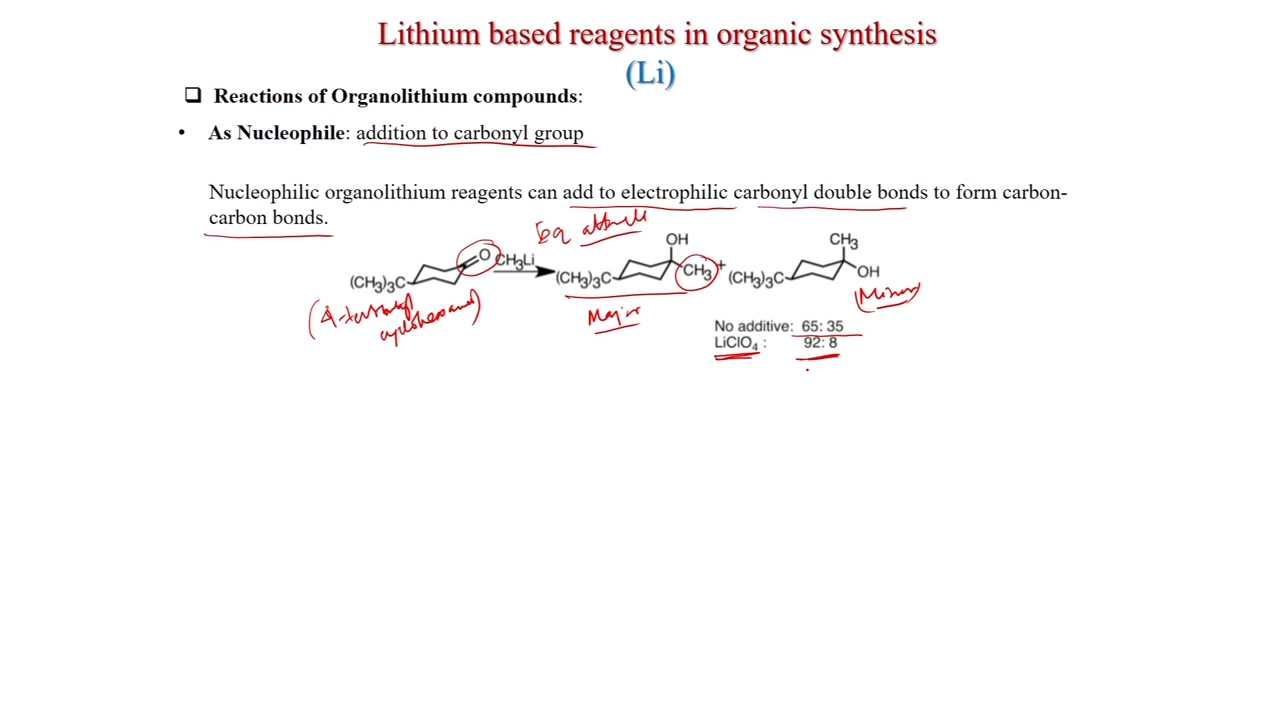 Lithium based reagents in organic synthesis
(Li)
❑ Reactions of Organolithium compounds:
• As Nucleophile: addition to carbonyl group
Nucleophilic organolithium reagents can add to electrophilic carbonyl double bonds to form carbon-
carbon bonds.
Eq attack
(CH3)3C O CH3Li (CH3)3C OH CH3 + (CH3)3C CH3 OH
Major
(Minor)
No additive: 65: 35
LiClO4 : 92: 8